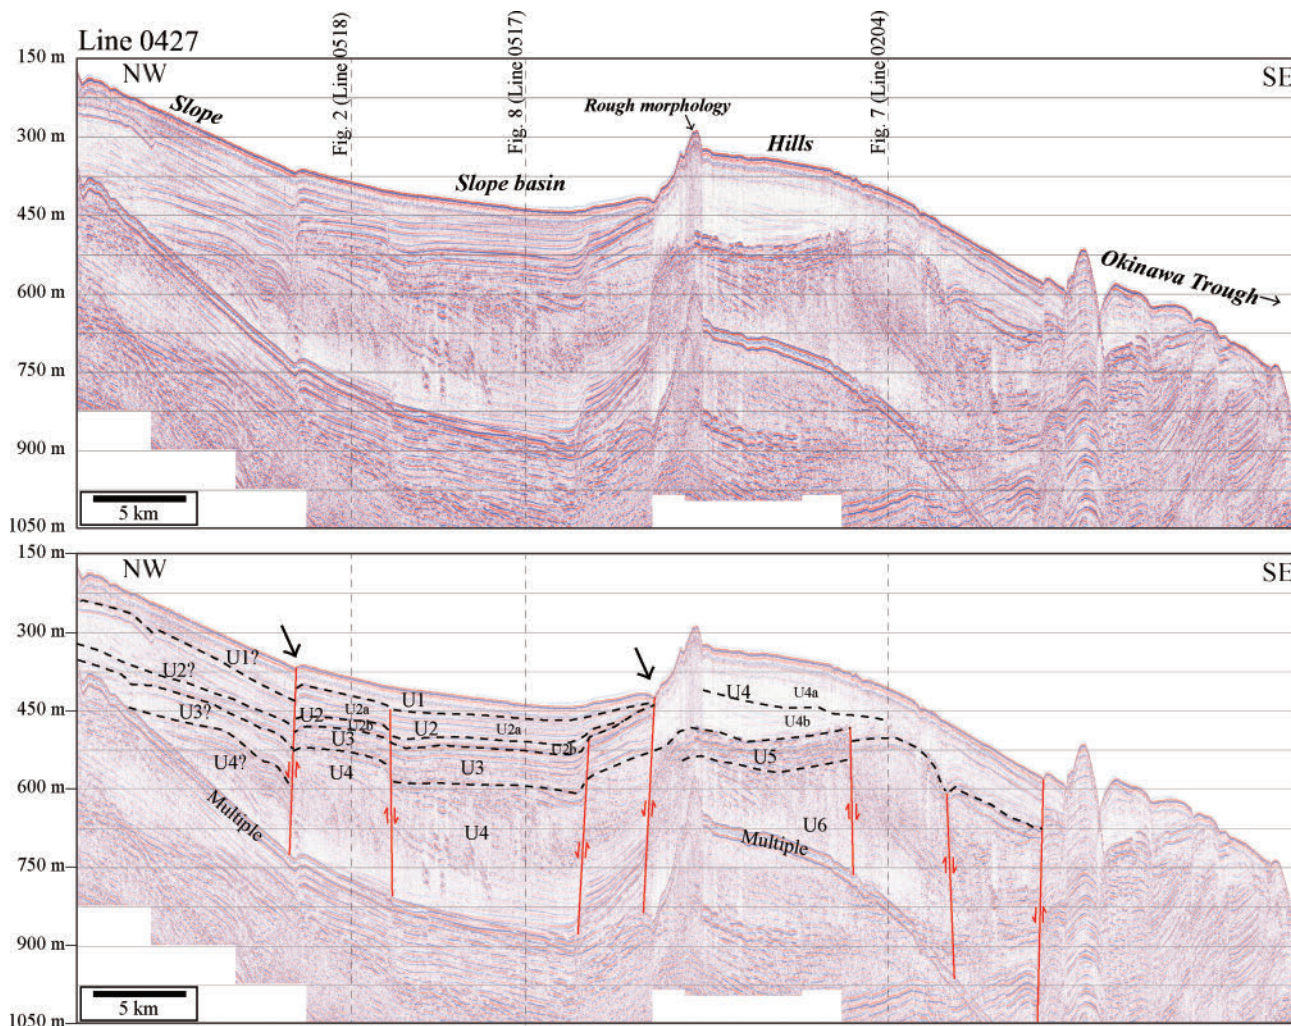 Line 0427
NW
SE
Fig. 2 (Line 0518)
Fig. 8 (Line 0517)
Fig. 7 (Line 0204)
Slope
Slope basin
Rough morphology
Hills
Okinawa Trough
150 m
300 m
450 m
600 m
750 m
900 m
1050 m
5 km
NW
SE
150 m
300 m
450 m
600 m
750 m
900 m
1050 m
U1?
U2?
U3?
U4?
Multiple
U2
U2a
U2b
U3
U4
U1
U2
U2a
U2b
U3
U4
U4
U4a
U4b
U5
U6
Multiple
5 km